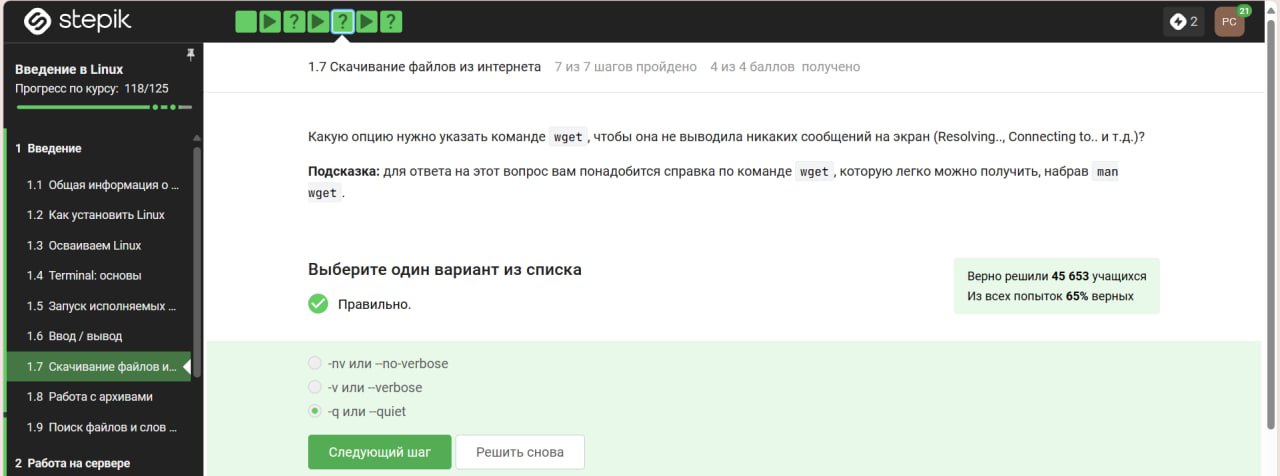 stepik
?
?
?
2
PC
21
Введение в Linux
Прогресс по курсу: 118/125
1 Введение
1.1 Общая информация о ...
1.2 Как установить Linux
1.3 Осваиваем Linux
1.4 Terminal: основы
1.5 Запуск исполняемых ...
1.6 Ввод / вывод
1.7 Скачивание файлов и...
1.8 Работа с архивами
1.9 Поиск файлов и слов ...
2 Работа на сервере
1.7 Скачивание файлов из интернета 7 из 7 шагов пройдено 4 из 4 баллов получено
Какую опцию нужно указать команде wget, чтобы она не выводила никаких сообщений на экран (Resolving.., Connecting to.. и т.д.)?
Подсказка: для ответа на этот вопрос вам понадобится справка по команде wget, которую легко можно получить, набрав man
wget.
Выберите один вариант из списка
Правильно.
Верно решили 45 653 учащихся
Из всех попыток 65% верных
-nv или --no-verbose
-v или --verbose
-q или --quiet
Следующий шаг
Решить снова